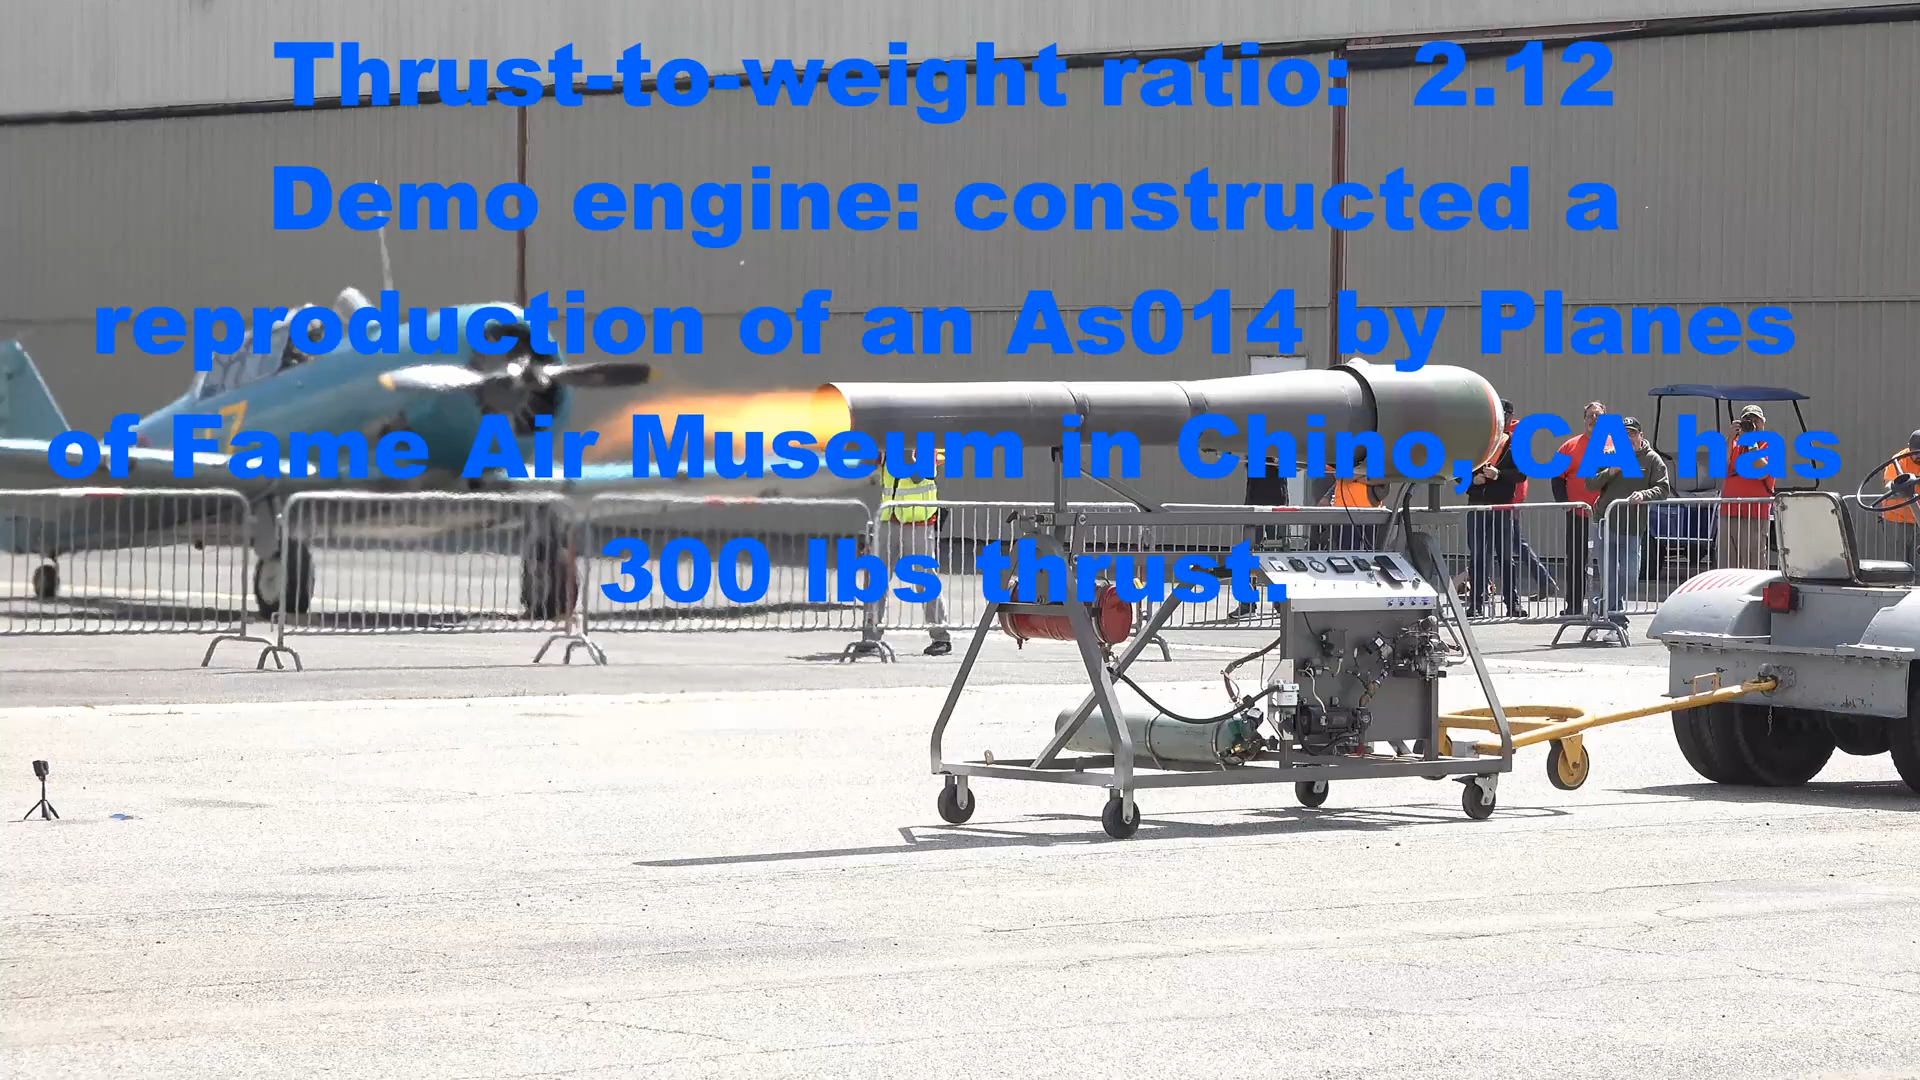 Thrust-to-weight ratio:  2.12
Demo engine: constructed a
reproduction of an As014 by Planes
of Fame Air Museum in Chino, CA has
300 lbs thrust.
7